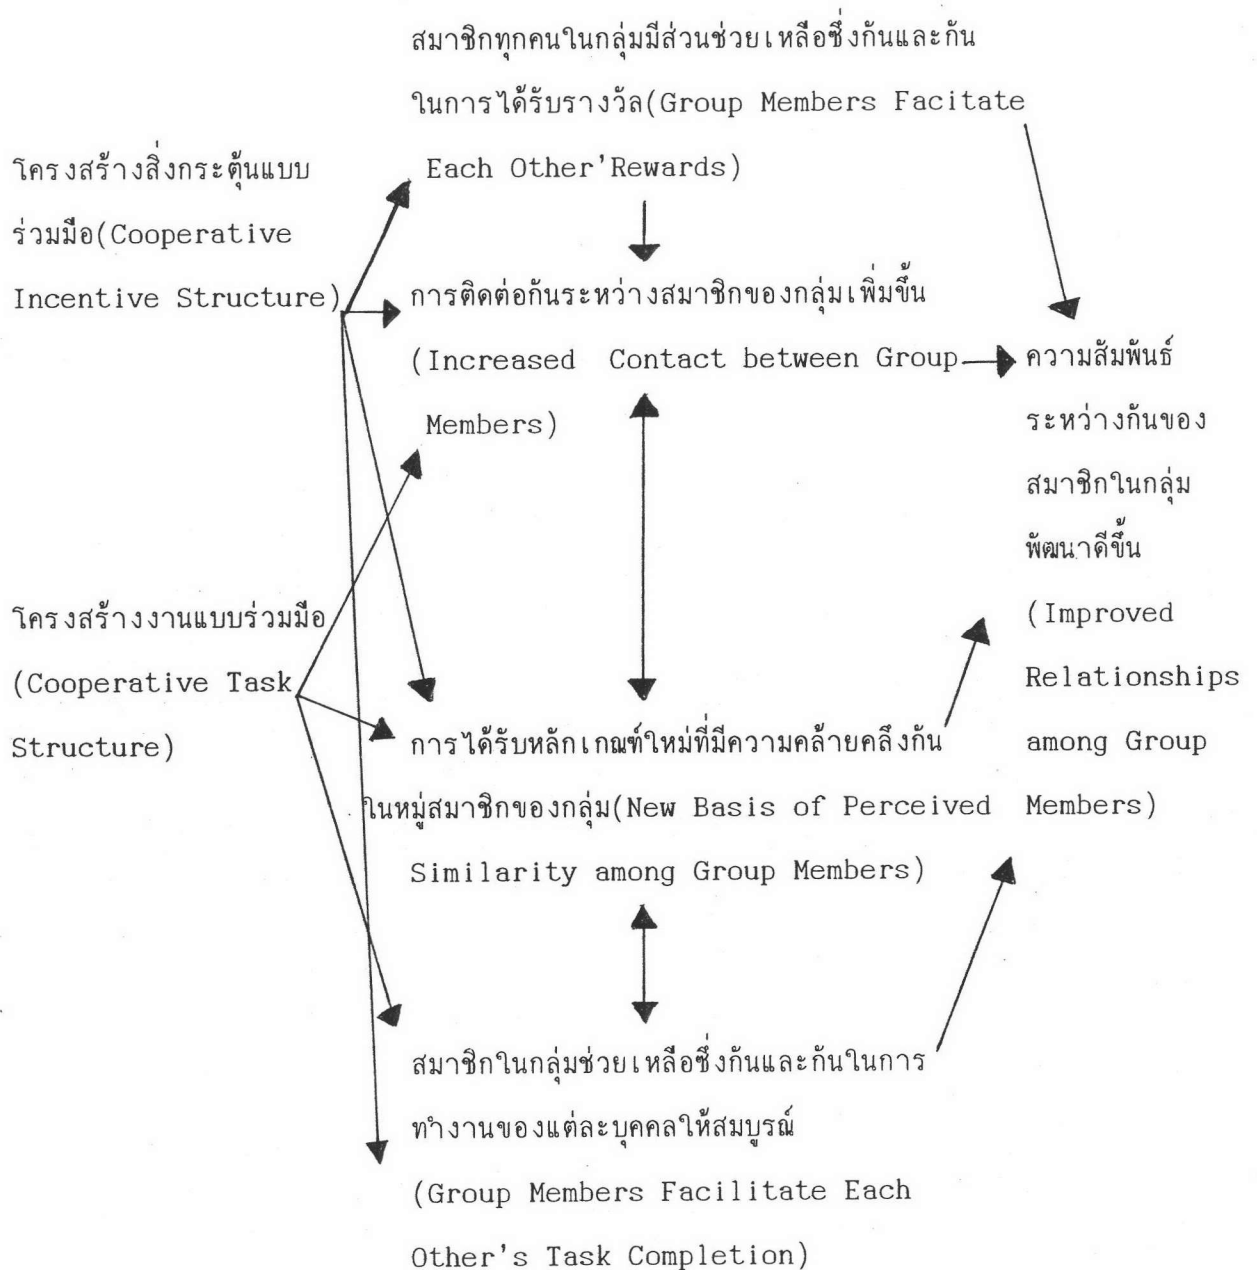 สมาชิกทุกคนในกลุ่มมีส่วนช่วยเหลือซึ่งกันและกัน
ในการได้รับรางวัล(Group Members Facitate
Each Other'Rewards)
โครงสร้างสิ่งกระตุ้นแบบ
ร่วมมือ(Cooperative
Incentive Structure)
การติดต่อกันระหว่างสมาชิกของกลุ่มเพิ่มขึ้น
(Increased Contact between Group
Members)
ความสัมพันธ์
ระหว่างกันของ
สมาชิกในกลุ่ม
พัฒนาดีขึ้น
(Improved
Relationships
among Group
Members)
โครงสร้างงานแบบร่วมมือ
(Cooperative Task
Structure)
การได้รับหลักเกณฑ์ใหม่ที่มีความคล้ายคลึงกัน
ในหมู่สมาชิกของกลุ่ม(New Basis of Perceived
Similarity among Group Members)
สมาชิกในกลุ่มช่วยเหลือซึ่งกันและกันในการ
ทำงานของแต่ละบุคคลให้สมบูรณ์
(Group Members Facilitate Each
Other's Task Completion)